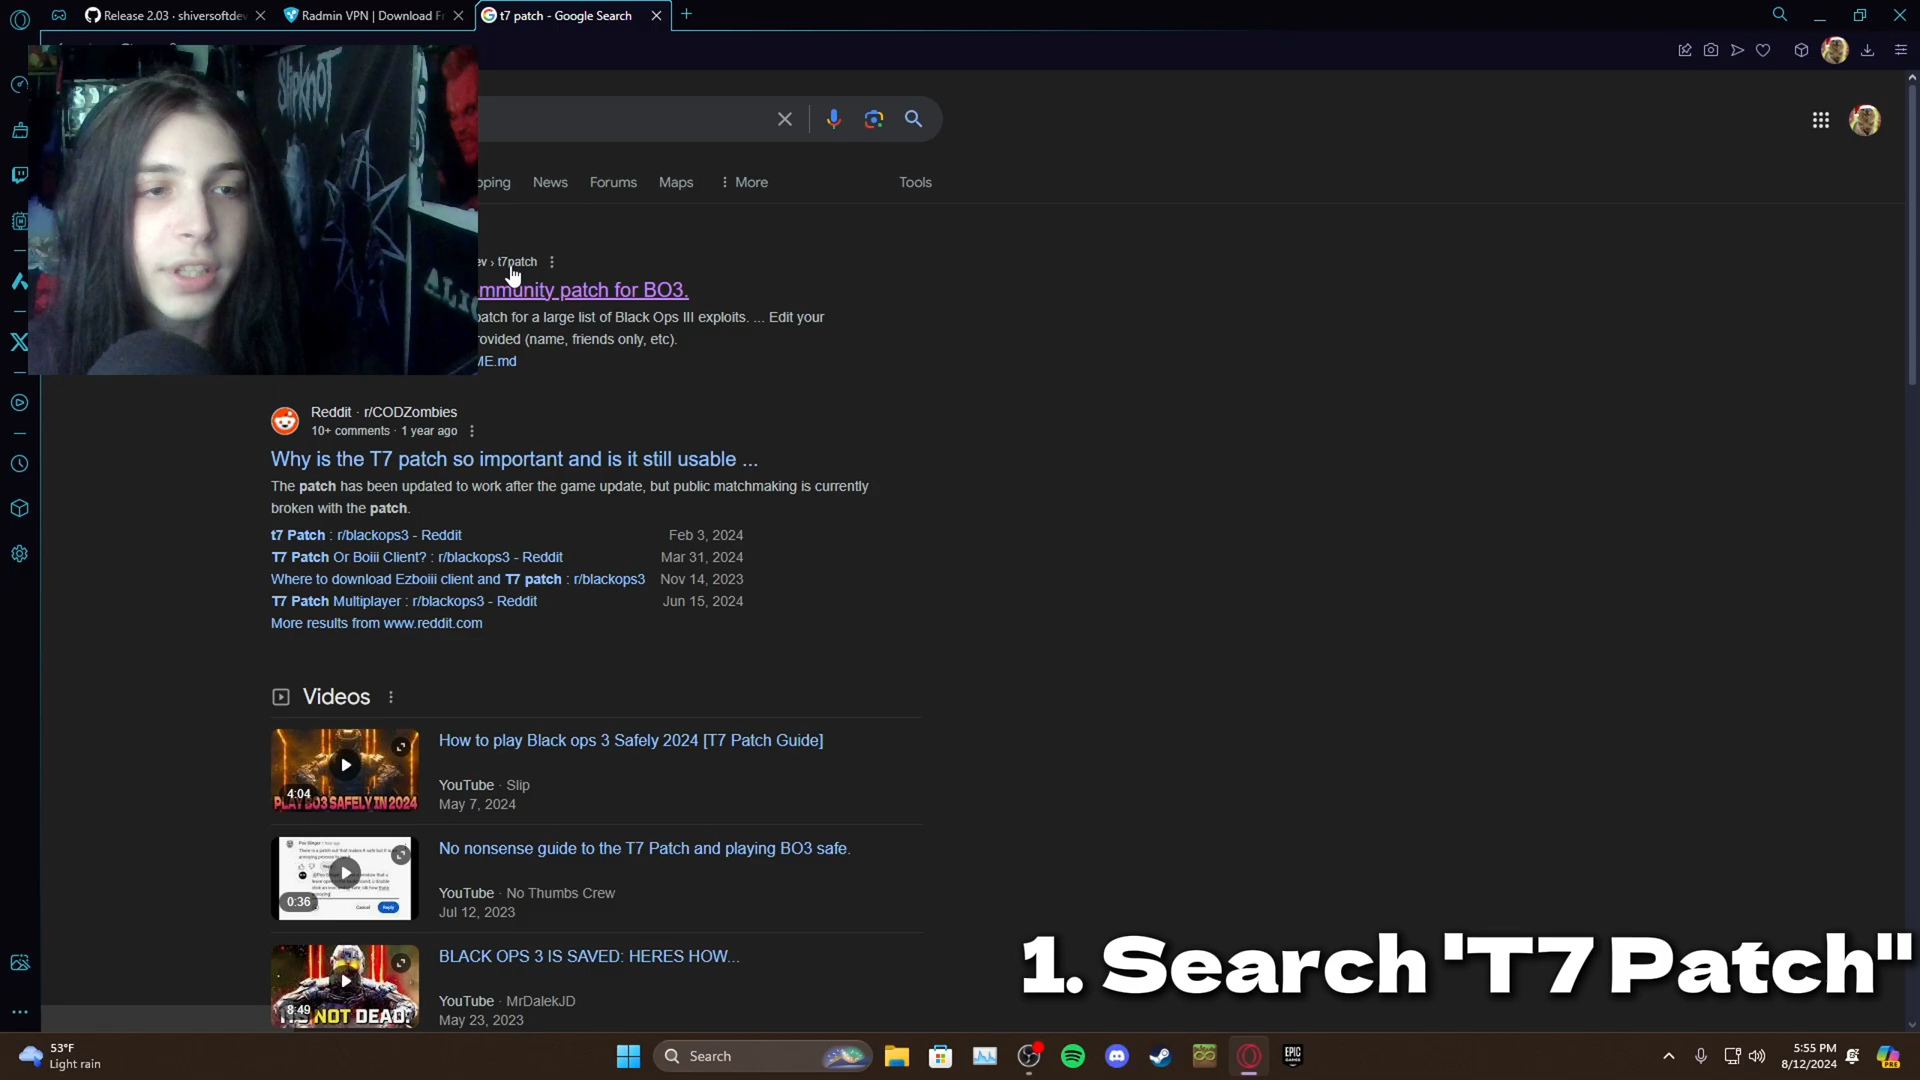 Release 2.03 · shiversoftdev
Radmin VPN | Download Fr
t7 patch - Google Search
SLIPKNOT
pping
News
Forums
Maps
More
Tools
ev › t7patch
mmunity patch for BO3.
patch for a large list of Black Ops III exploits. ... Edit your
rovided (name, friends only, etc).
ME.md
Reddit · r/CODZombies
10+ comments · 1 year ago
Why is the T7 patch so important and is it still usable ...
The patch has been updated to work after the game update, but public matchmaking is currently
broken with the patch.
t7 Patch : r/blackops3 - Reddit Feb 3, 2024
T7 Patch Or Boiii Client? : r/blackops3 - Reddit Mar 31, 2024
Where to download Ezboiii client and T7 patch : r/blackops3 Nov 14, 2023
T7 Patch Multiplayer : r/blackops3 - Reddit Jun 15, 2024
More results from www.reddit.com
Videos
How to play Black ops 3 Safely 2024 [T7 Patch Guide]
YouTube · Slip
May 7, 2024
4:04
PLAY BO3 SAFELY IN 2024
No nonsense guide to the T7 Patch and playing BO3 safe.
YouTube · No Thumbs Crew
Jul 12, 2023
0:36
Cancel
Reply
BLACK OPS 3 IS SAVED: HERES HOW...
YouTube · MrDalekJD
May 23, 2023
8:49
NOT DEAD!
1. Search 'T7 Patch"
53°F
Light rain
Search
EPIC GAMES
5:55 PM
8/12/2024
PRE